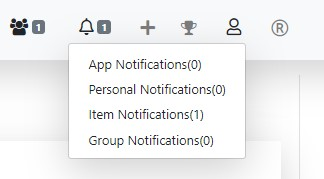 1 1 ®
App Notifications(0)
Personal Notifications(0)
Item Notifications(1)
Group Notifications(0)